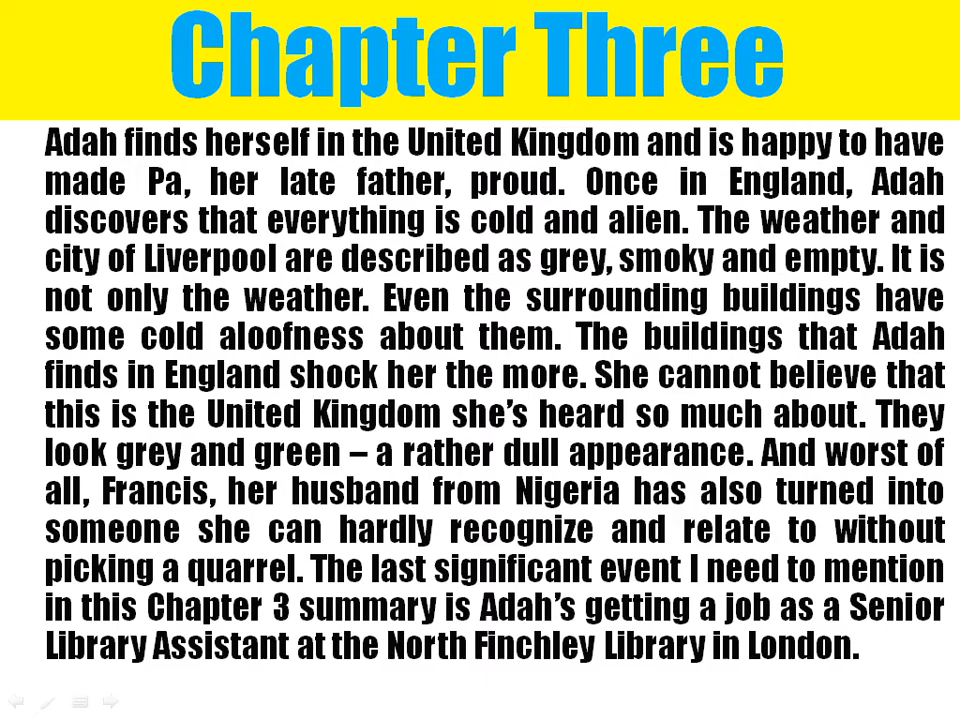 Chapter Three
Adah finds herself in the United Kingdom and is happy to have
made Pa, her late father, proud. Once in England, Adah
discovers that everything is cold and alien. The weather and
city of Liverpool are described as grey, smoky and empty. It is
not only the weather. Even the surrounding buildings have
some cold aloofness about them. The buildings that Adah
finds in England shock her the more. She cannot believe that
this is the United Kingdom she’s heard so much about. They
look grey and green – a rather dull appearance. And worst of
all, Francis, her husband from Nigeria has also turned into
someone she can hardly recognize and relate to without
picking a quarrel. The last significant event I need to mention
in this Chapter 3 summary is Adah’s getting a job as a Senior
Library Assistant at the North Finchley Library in London.